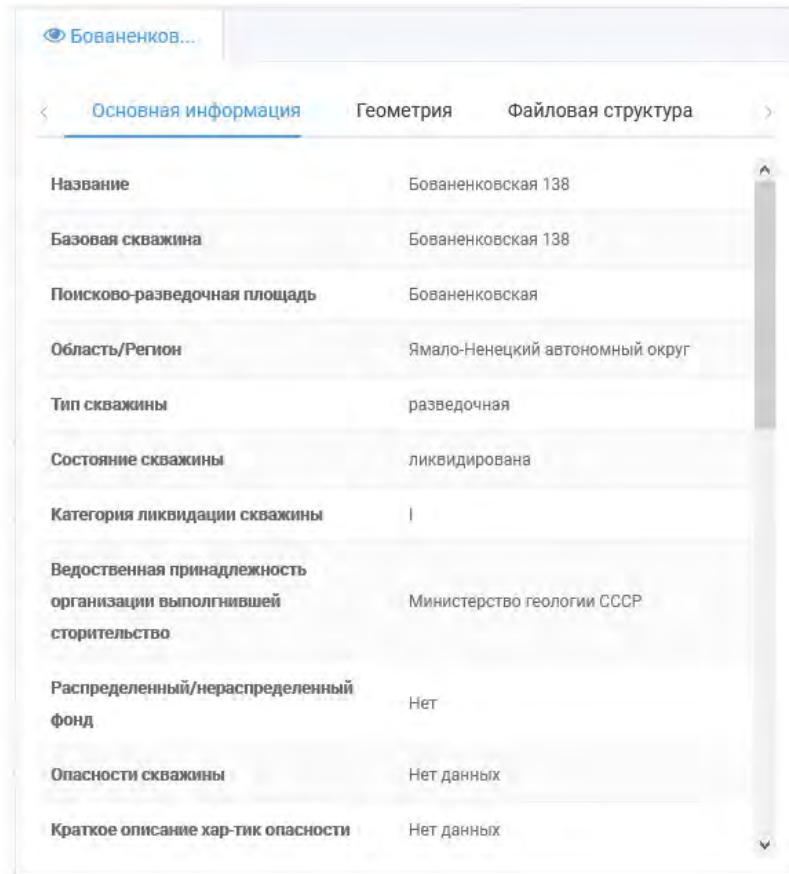 Бованенков...
Основная информация Геометрия Файловая структура
Название Бованенковская 138
Базовая скважина Бованенковская 138
Поисково-разведочная площадь Бованенковская
Область/Регион Ямало-Ненецкий автономный округ
Тип скважины разведочная
Состояние скважины ликвидирована
Категория ликвидации скважины I
Ведоственная принадлежность
организации выполгнившей
сторительство
Министерство геологии СССР
Распределенный/нераспределенный
фонд
Нет
Опасности скважины Нет данных
Краткое описание хар-тик опасности Нет данных